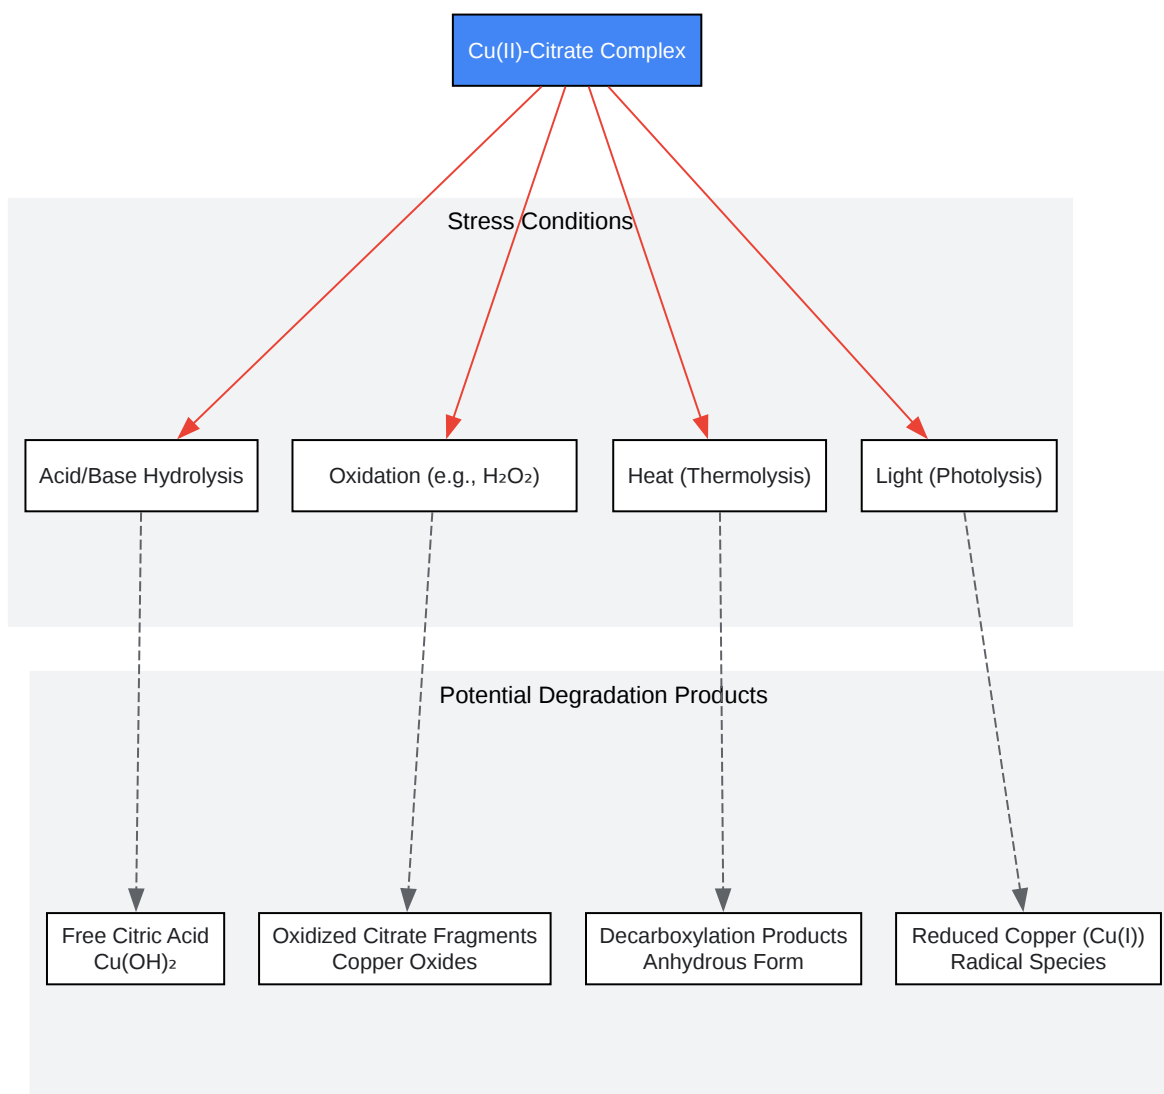 Cu(II)-Citrate Complex
Stress Conditions
Acid/Base Hydrolysis
Oxidation (e.g., H₂O₂)
Heat (Thermolysis)
Light (Photolysis)
Potential Degradation Products
Free Citric Acid
Cu(OH)₂
Oxidized Citrate Fragments
Copper Oxides
Decarboxylation Products
Anhydrous Form
Reduced Copper (Cu(I))
Radical Species